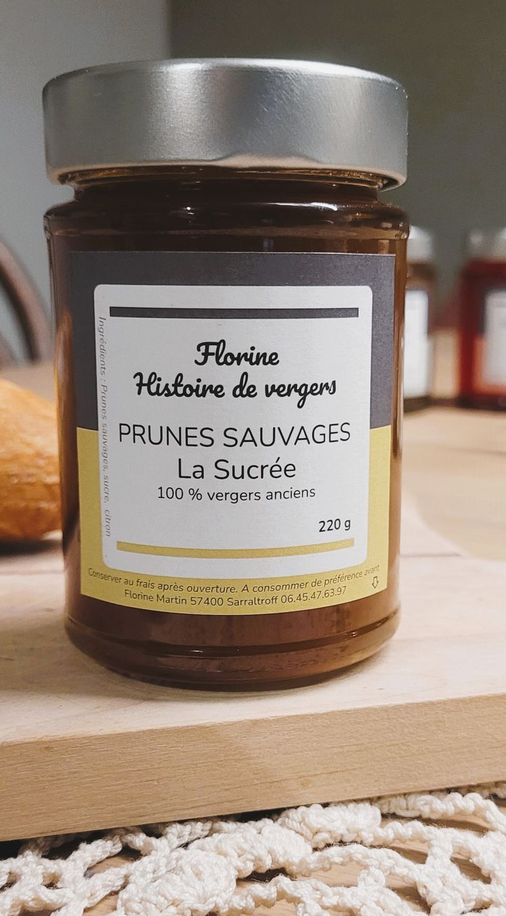 Florine
Histoire de vergers
PRUNES SAUVAGES
La Sucrée
100 % vergers anciens
220 g
Ingrédients : Prunes sauvages, sucre, citron
Conserver au frais après ouverture. A consommer de préférence avant
Florine Martin 57400 Sarraltroff 06.45.47.63.97